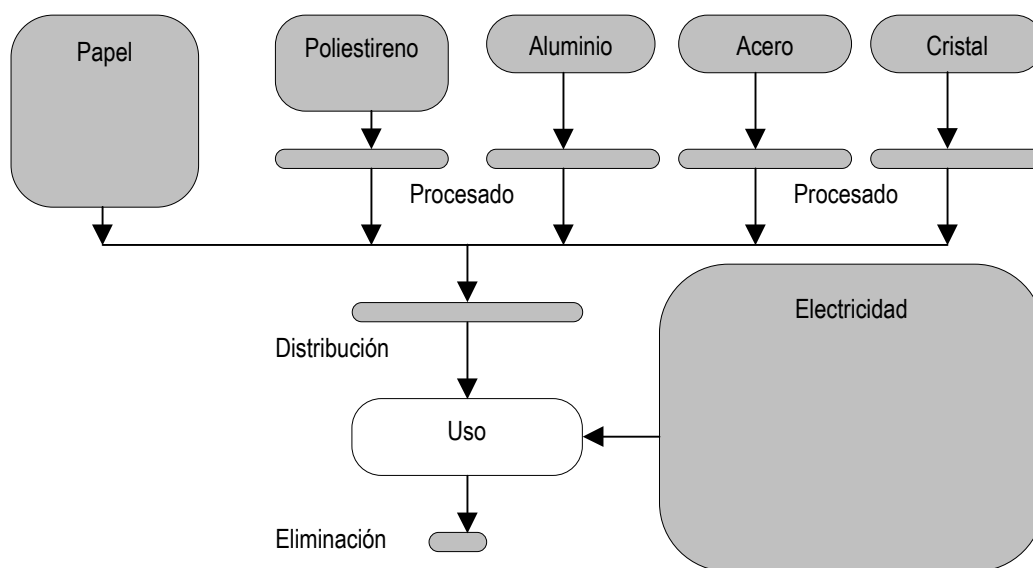 Papel
Poliestireno
Aluminio
Acero
Cristal
Procesado
Procesado
Electricidad
Distribución
Uso
Eliminación